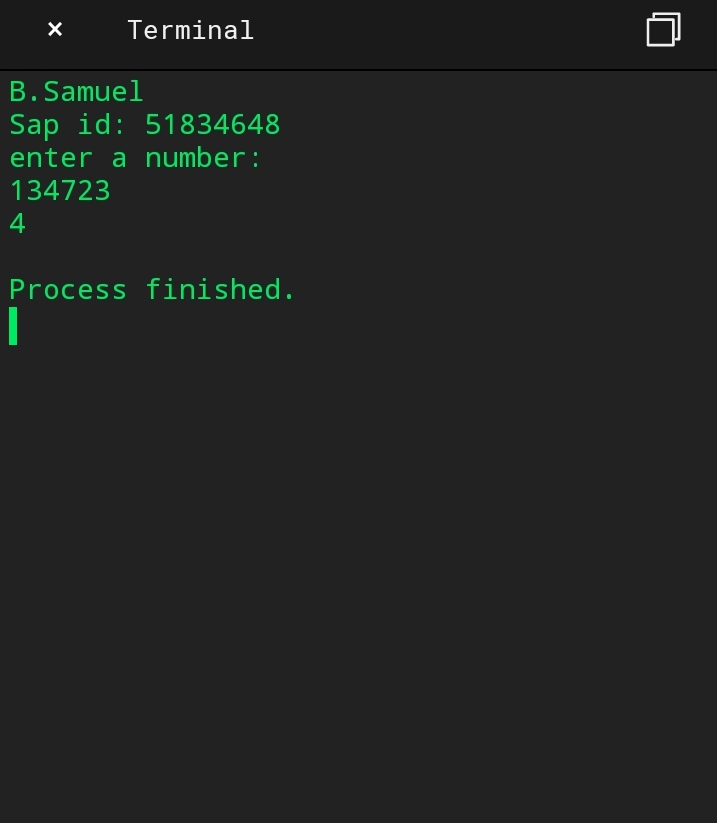 Terminal
B.Samuel
Sap id: 51834648
enter a number:
134723
4
Process finished.